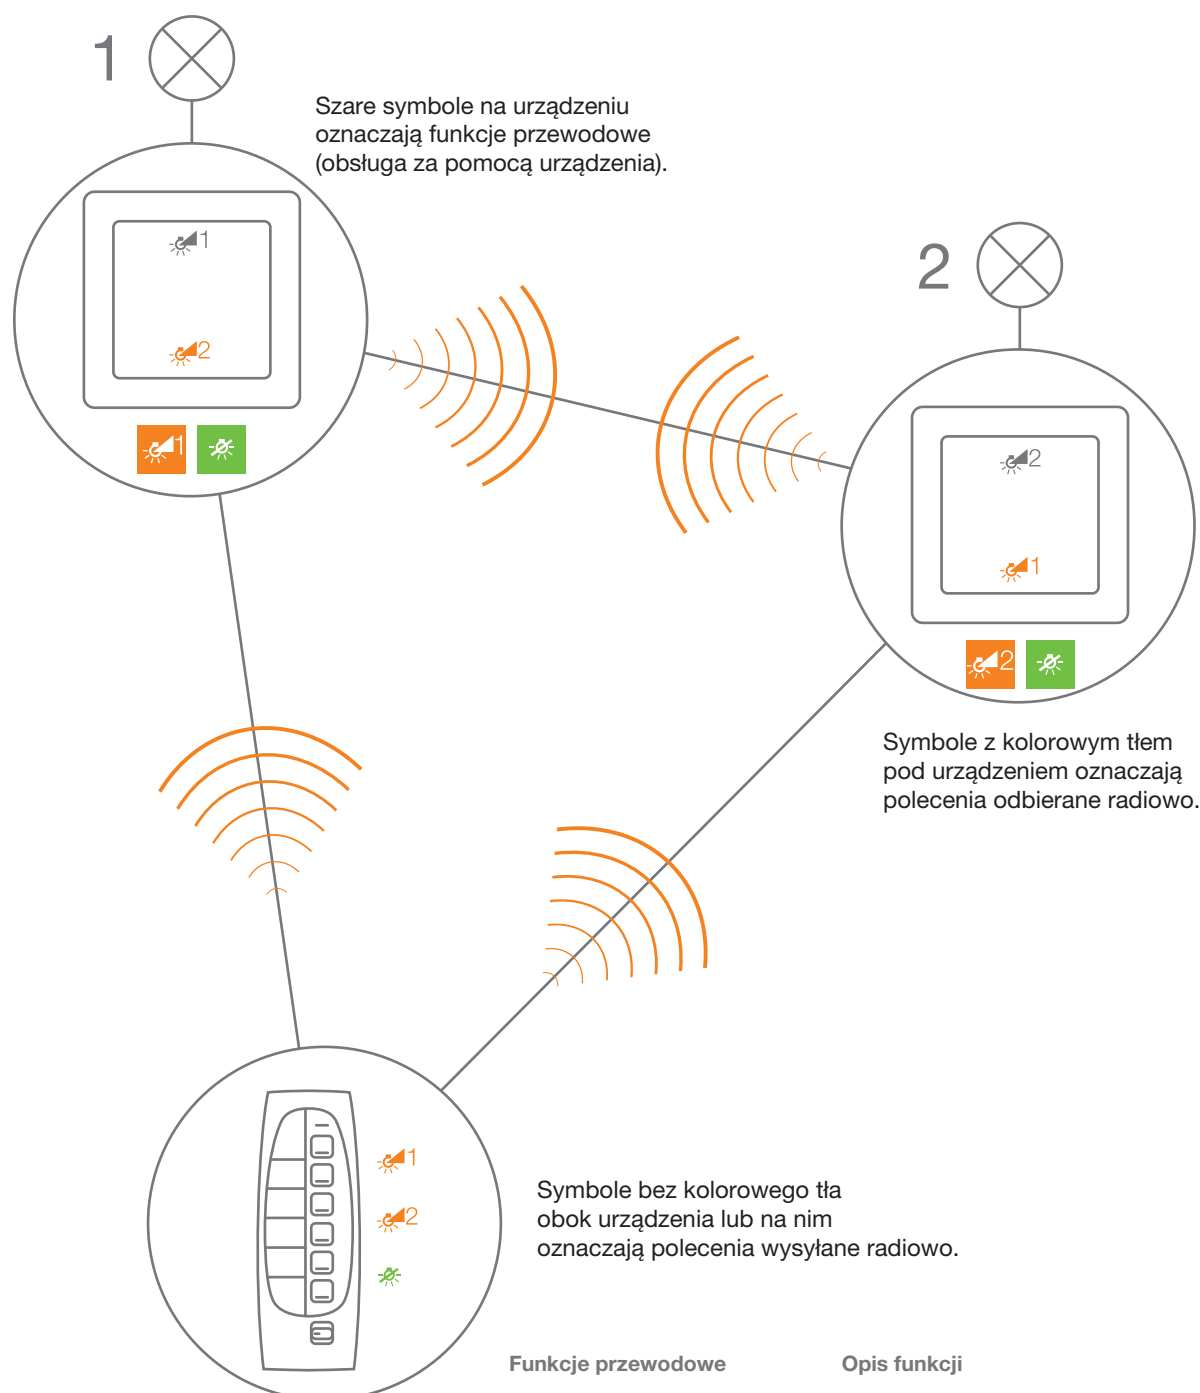 1
Szare symbole na urządzeniu
oznaczają funkcje przewodowe
(obsługa za pomocą urządzenia).
1
2
1
2
2
1
2
Symbole z kolorowym tłem
pod urządzeniem oznaczają
polecenia odbierane radiowo.
1
2
Symbole bez kolorowego tła
obok urządzenia lub na nim
oznaczają polecenia wysyłane radiowo.
Funkcje przewodowe Opis funkcji